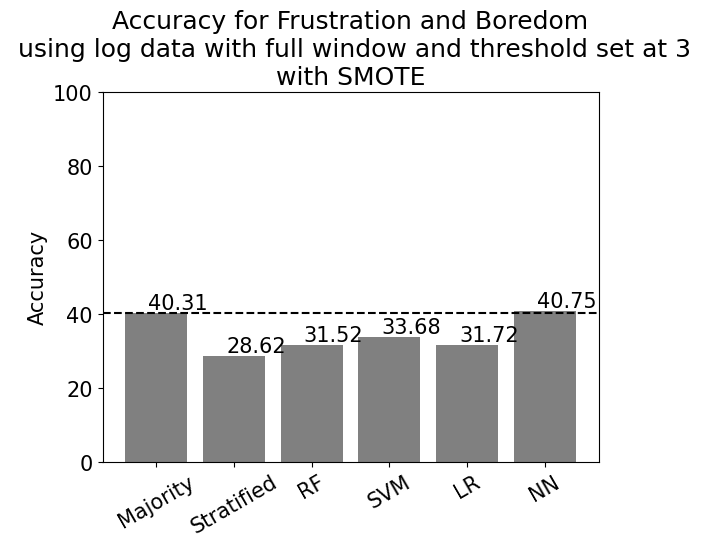 Accuracy for Frustration and Boredom
using log data with full window and threshold set at 3
with SMOTE
100
80
60
40
20
0
Accuracy
40.31
28.62
31.52
33.68
31.72
40.75
Majority
Stratified
RF
SVM
LR
NN